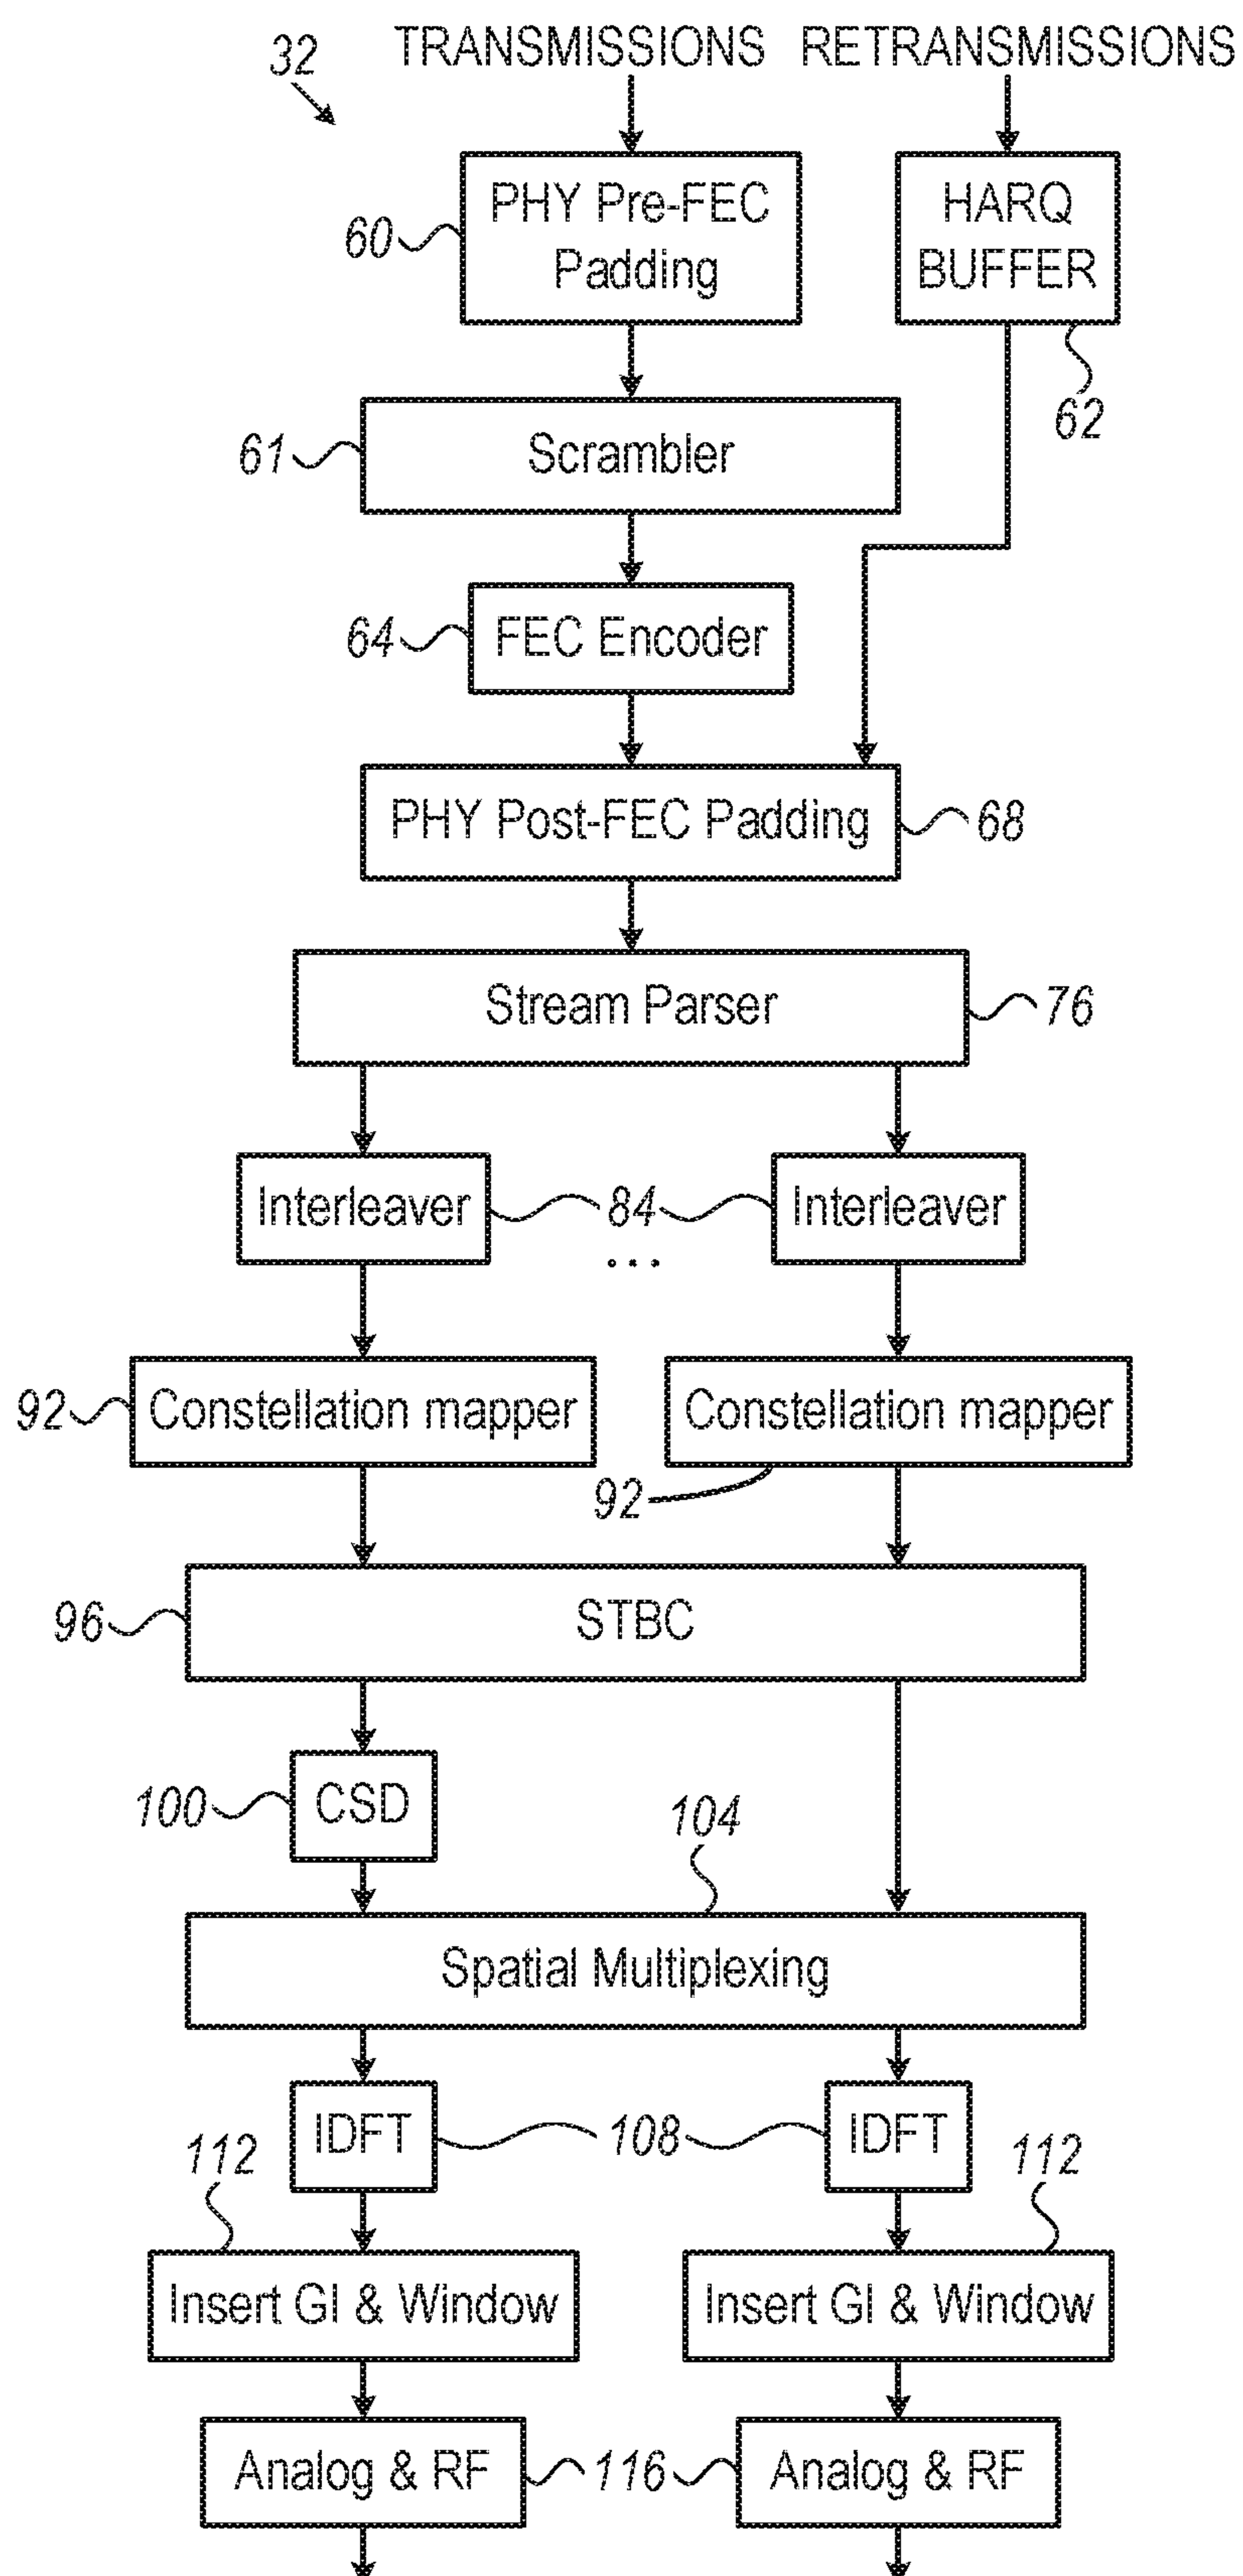 32
TRANSMISSIONS
RETRANSMISSIONS
PHY Pre-FEC
Padding
60
HARQ
BUFFER
62
61
Scrambler
64
FEC Encoder
PHY Post-FEC Padding
68
Stream Parser
76
Interleaver
84
Interleaver
...
92
Constellation mapper
Constellation mapper
92
96
STBC
100
CSD
104
Spatial Multiplexing
IDFT
108
IDFT
112
112
Insert GI & Window
Insert GI & Window
Analog & RF
116
Analog & RF